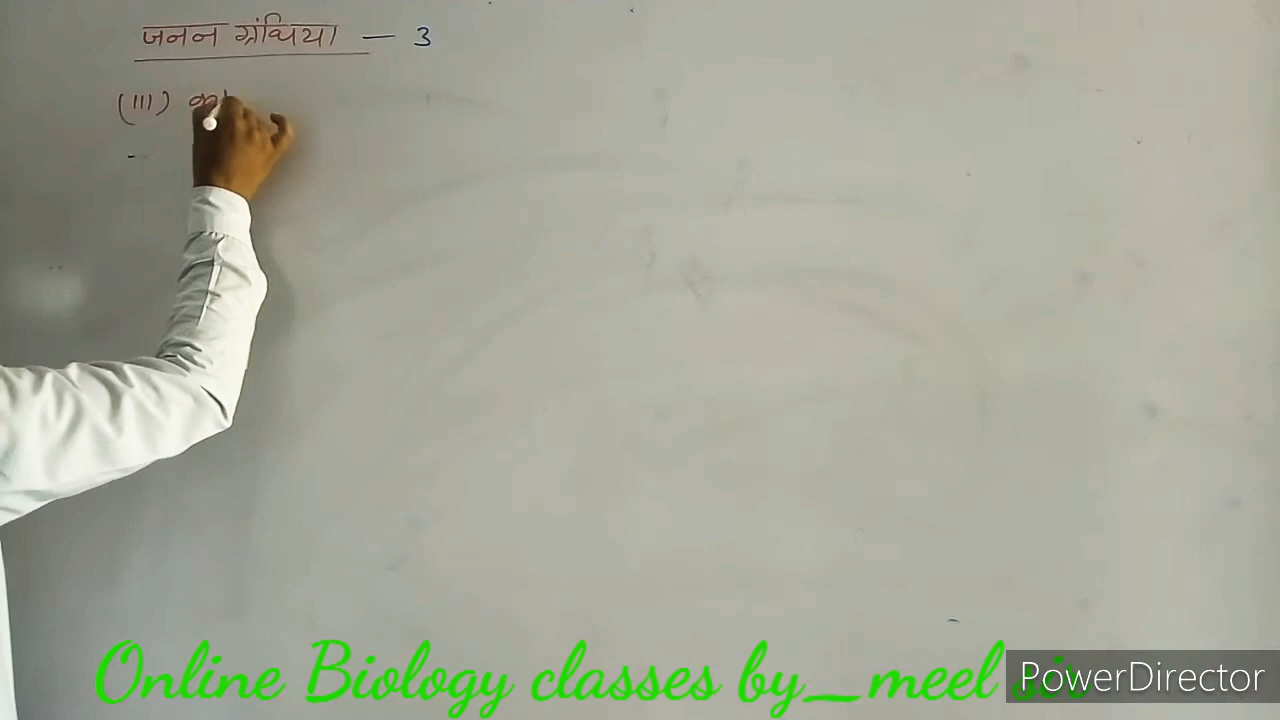 जनन ग्रंथिया — 3
(III) का
Online Biology classes by_meel
PowerDirector